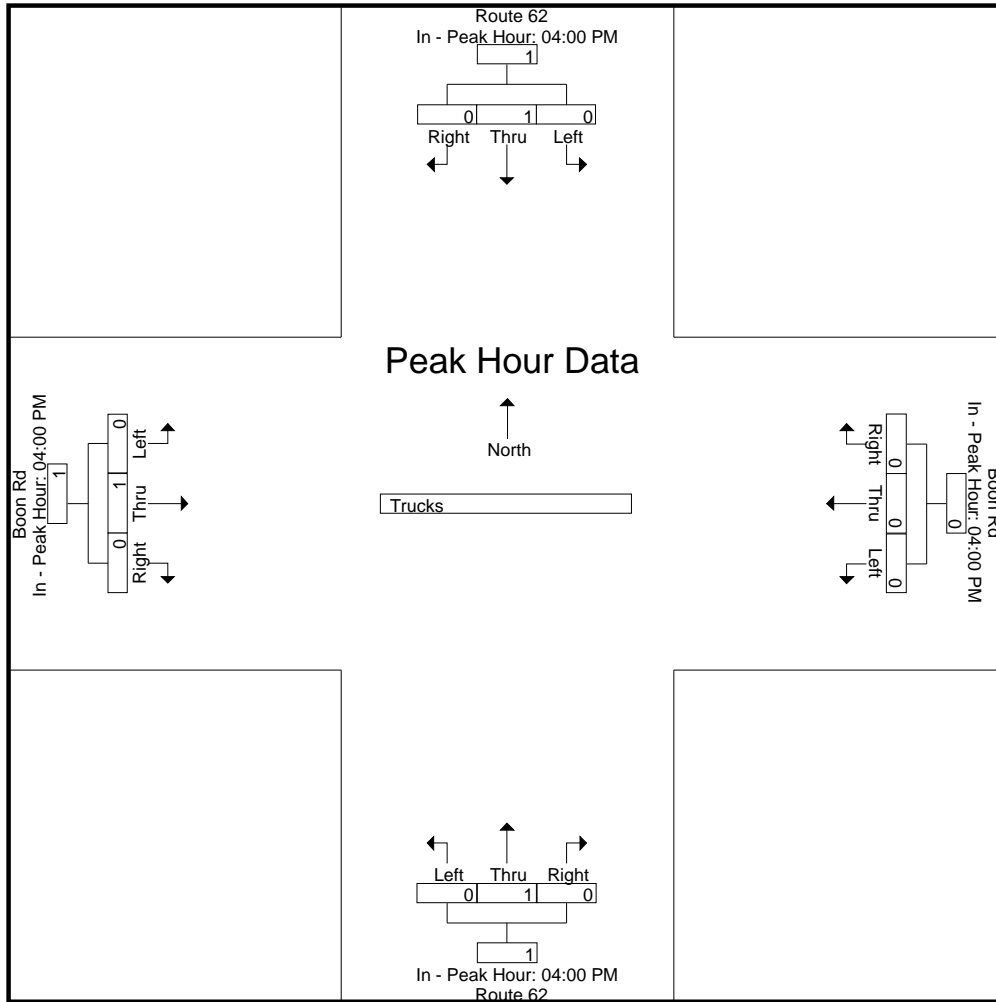 Route 62
In - Peak Hour: 04:00 PM
1
0 1 0
Right Thru Left
Peak Hour Data
North
Trucks
Boon Rd
In - Peak Hour: 04:00 PM
1
0 1 0
Left Thru Right
Right Thru Left
0 0 0
0
In - Peak Hour: 04:00 PM
Boon Rd
Left Thru Right
0 1 0
1
In - Peak Hour: 04:00 PM
Route 62